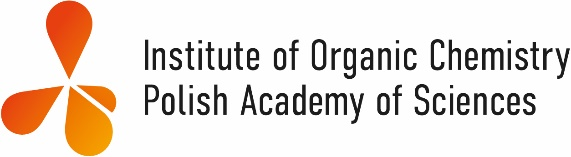 Institute of Organic Chemistry
Polish Academy of Sciences